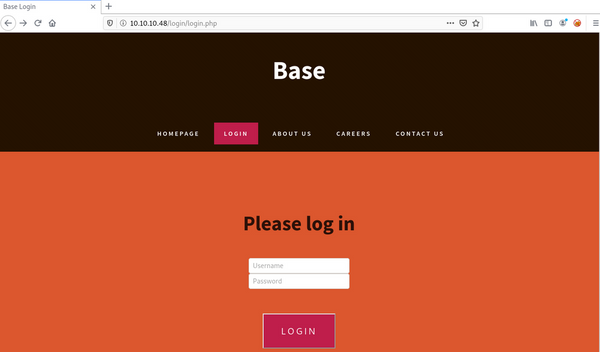 Base Login
10.10.10.48/login/login.php
Base
HOMEPAGE LOGIN ABOUT US CAREERS CONTACT US
Please log in
Username
Password
LOGIN